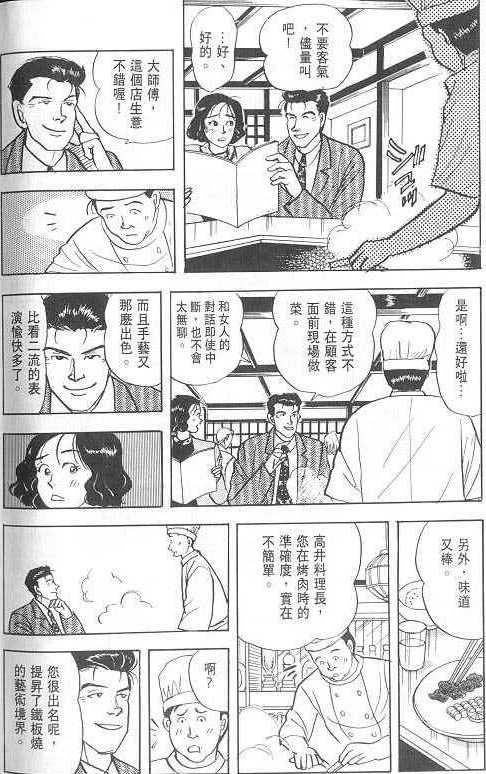 不要客氣
，儘量叫
吧！
…好、
好的。
大師傅，
這個店生意
不錯喔！
是啊…還好啦…
這種方式不
錯，在顧客
面前現場做
菜。
和女人的
對話即使中
斷，也不會
太無聊。
而且手藝又
那麼出色。
比看二流的表
演愉快多了。
另外，味道
又棒。
高井料理長，
您在烤肉時的
準確度，實在
不簡單。
啊？
您很出名呢，
提昇了鐵板燒
的藝術境界。